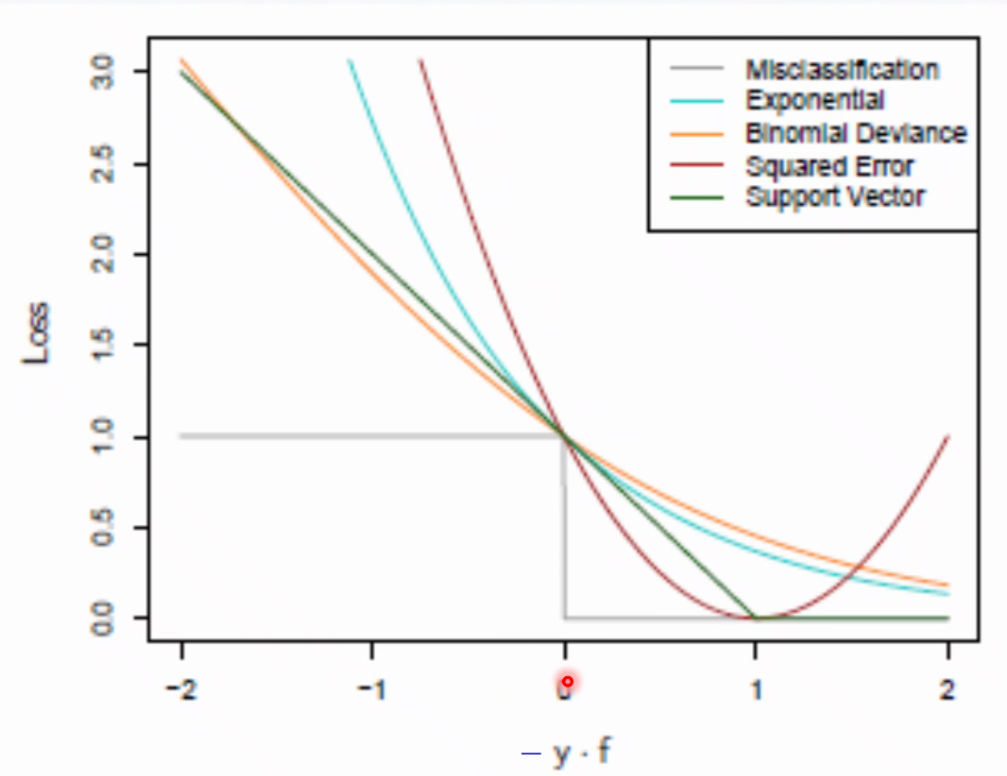 Misclassification
Exponential
Binomial Deviance
Squared Error
Support Vector
Loss
3.0
2.5
2.0
1.5
1.0
0.5
0.0
−2 −1 0 1 2
— y · f